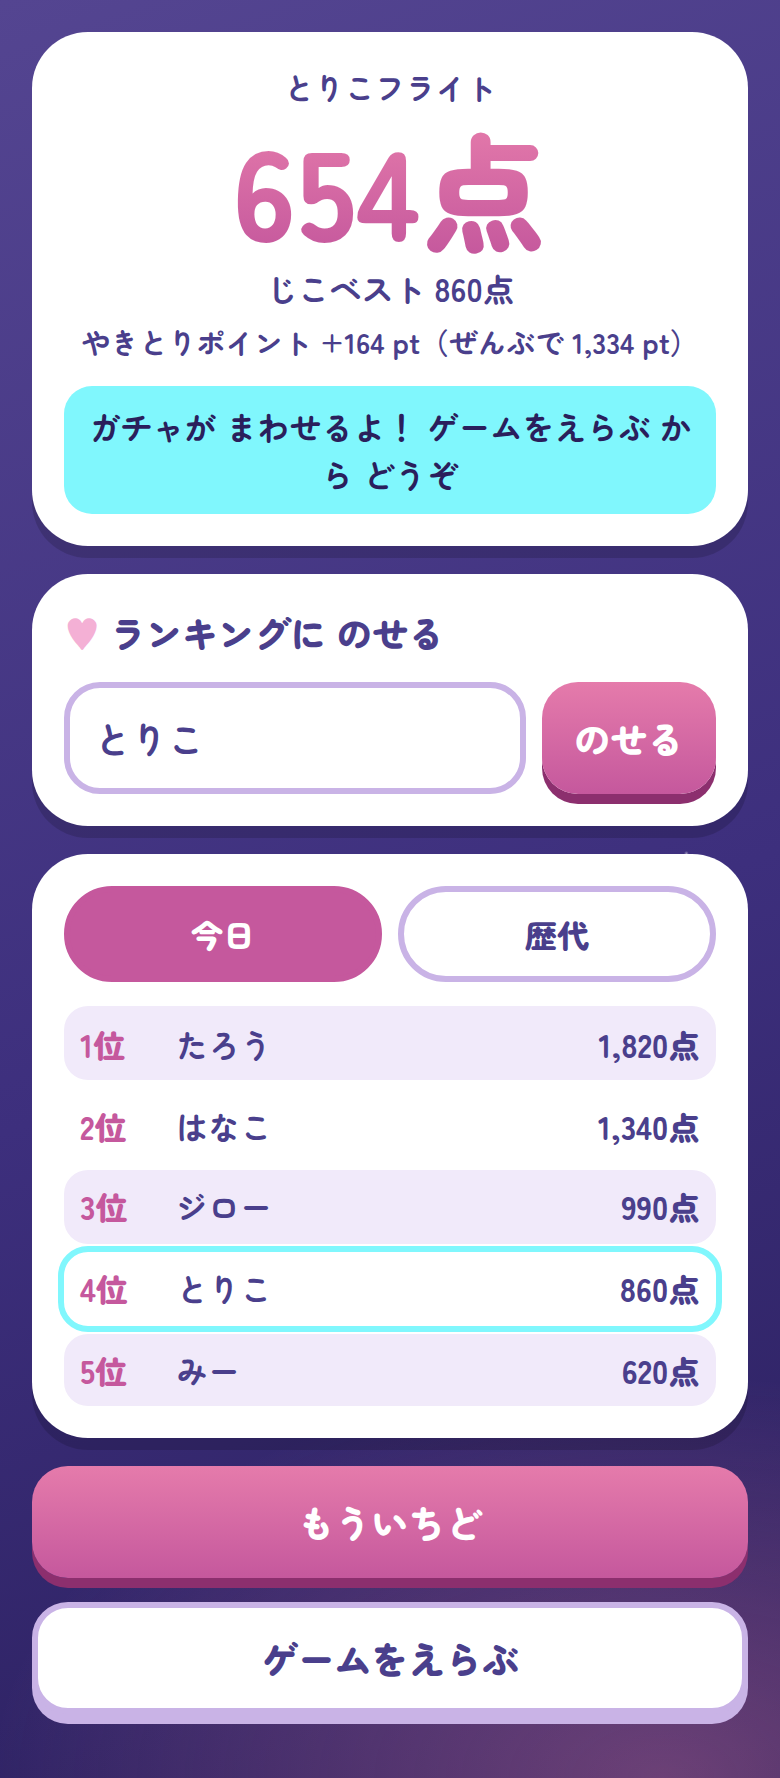 とりこフライト
654点
じこベスト 860点
やきとりポイント +164 pt（ぜんぶで 1,334 pt）
ガチャが まわせるよ！ ゲームをえらぶ か
ら どうぞ
ランキングに のせる
とりこ
のせる
今日
歴代
1位 たろう 1,820点
2位 はなこ 1,340点
3位 ジロー 990点
4位 とりこ 860点
5位 みー 620点
もういちど
ゲームをえらぶ